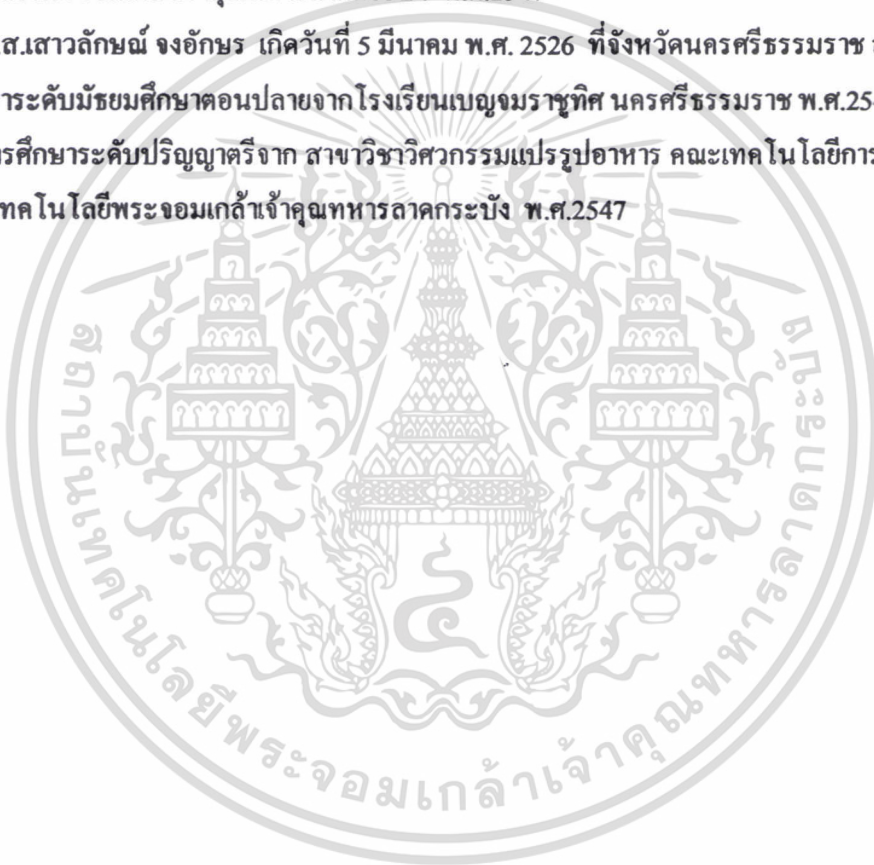 ส.เสาวลักษณ์ จงอักษร เกิดวันที่ 5 มีนาคม พ.ศ. 2526 ที่จังหวัดนครศรีธรรมราช
าระดับมัธยมศึกษาตอนปลายจากโรงเรียนเบญจมราชูทิศ นครศรีธรรมราช พ.ศ.25
รศึกษาระดับปริญญาตรีจาก สาขาวิชาวิศวกรรมแปรรูปอาหาร คณะเทคโนโลยีการ
ทคโนโลยีพระจอมเกล้าเจ้าคุณทหารลาดกระบัง พ.ศ.2547
สถาบันเทคโนโลยีพระจอมเกล้าเจ้าคุณทหารลาดกระบัง